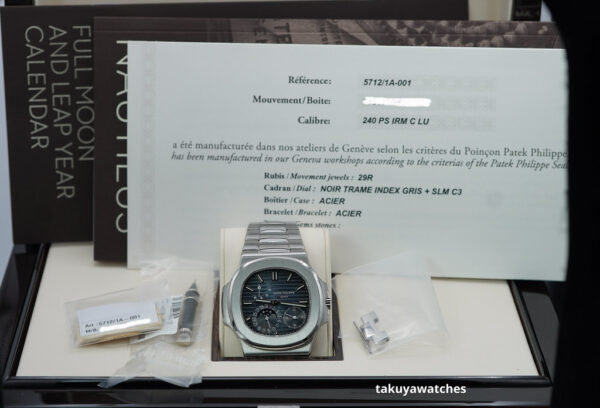 FULL MOON
AND LEAP YEAR
CALENDAR
NAUTILUS
Référence: 5712/1A-001
Mouvement/Boite:
Calibre: 240 PS IRM C LU
a été manufacturée dans nos ateliers de Genève selon les critères du Poinçon Patek Philippe
has been manufactured in our Geneva workshops according to the criterias of the Patek Philippe Seal
Rubis/Movement jewels : 29R
Cadran/Dial : NOIR TRAME INDEX GRIS + SLM C3
Boîtier/Case : ACIER
Bracelet/Bracelet : ACIER
stones :
Art. : 5712/1A-001
takuyawatches